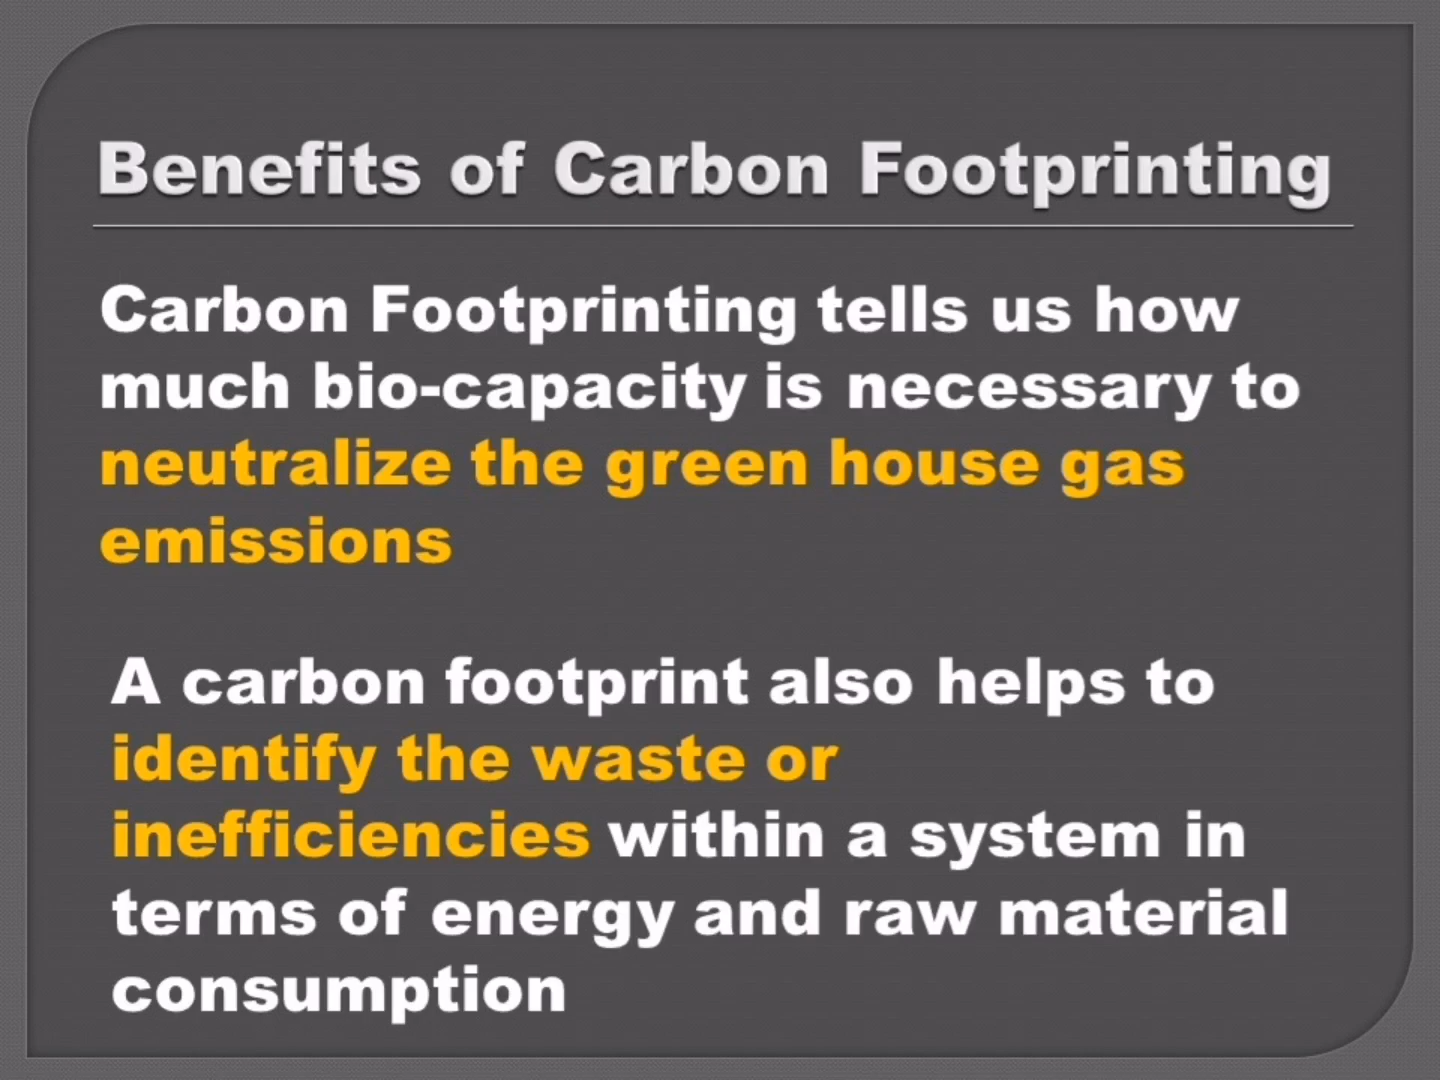 Benefits of Carbon Footprinting
Carbon Footprinting tells us how
much bio-capacity is necessary to
neutralize the green house gas
emissions
A carbon footprint also helps to
identify the waste or
inefficiencies within a system in
terms of energy and raw material
consumption